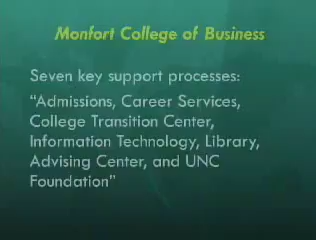 Monfort College of Business
Seven key support processes:
“Admissions, Career Services,
College Transition Center,
Information Technology, Library,
Advising Center, and UNC
Foundation”